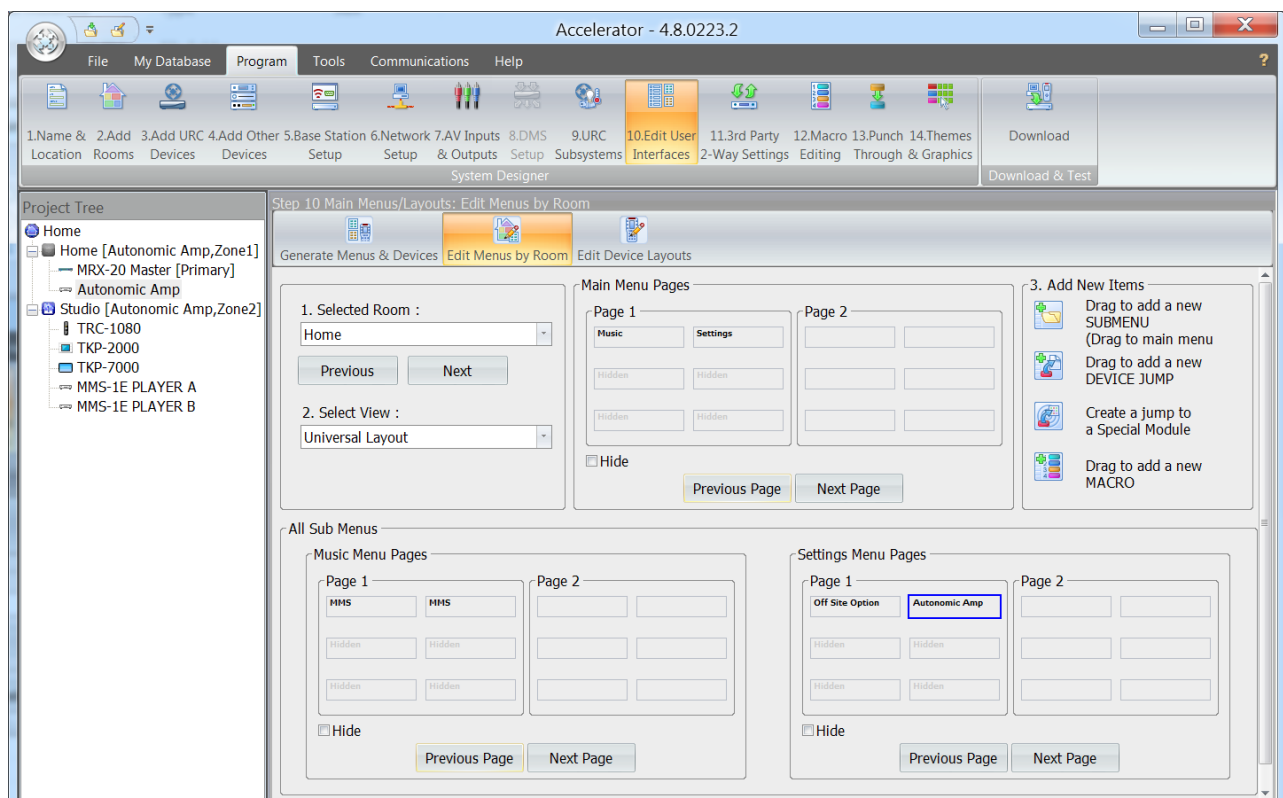 Accelerator - 4.8.0223.2
File My Database Program Tools Communications Help ?
1.Name & Location
2.Add Rooms
3.Add URC Devices
4.Add Other Devices
5.Base Station Setup
6.Network Setup
7.AV Inputs & Outputs
8.DMS Setup
9.URC Subsystems
10.Edit User Interfaces
11.3rd Party 2-Way Settings
12.Macro Editing
13.Punch Through
14.Themes & Graphics
Download
System Designer
Download & Test
Project Tree
Home
Home [Autonomic Amp,Zone1]
MRX-20 Master [Primary]
Autonomic Amp
Studio [Autonomic Amp,Zone2]
TRC-1080
TKP-2000
TKP-7000
MMS-1E PLAYER A
MMS-1E PLAYER B
Step 10 Main Menus/Layouts: Edit Menus by Room
Generate Menus & Devices
Edit Menus by Room
Edit Device Layouts
1. Selected Room :
Home
Previous Next
2. Select View :
Universal Layout
Main Menu Pages
Page 1
Music Settings
Hidden Hidden
Hidden Hidden
Page 2
Hide
Previous Page Next Page
3. Add New Items
Drag to add a new
SUBMENU
(Drag to main menu
Drag to add a new
DEVICE JUMP
Create a jump to
a Special Module
Drag to add a new
MACRO
All Sub Menus
Music Menu Pages
Page 1
MMS MMS
Hidden Hidden
Hidden Hidden
Page 2
Hide
Previous Page Next Page
Settings Menu Pages
Page 1
Off Site Option Autonomic Amp
Hidden Hidden
Hidden Hidden
Page 2
Hide
Previous Page Next Page